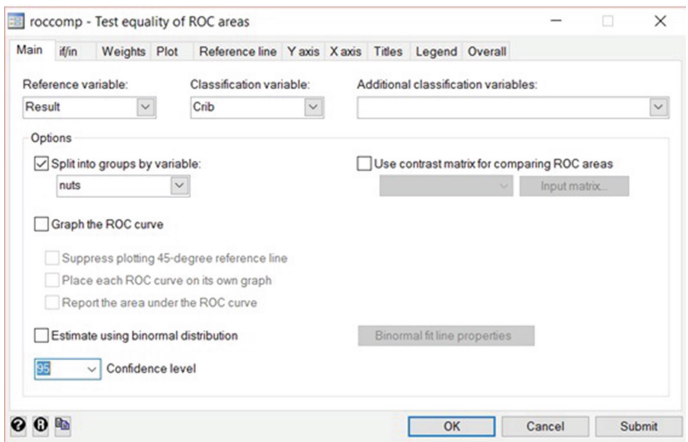 roccomp - Test equality of ROC areas
Main if/in Weights Plot Reference line Y axis X axis Titles Legend Overall
Reference variable: Classification variable: Additional classification variables:
Result Crib
Options
Split into groups by variable: Use contrast matrix for comparing ROC areas
nuts Input matrix...
Graph the ROC curve
Suppress plotting 45-degree reference line
Place each ROC curve on its own graph
Report the area under the ROC curve
Estimate using binormal distribution Binormal fit line properties
95 Confidence level
? R OK Cancel Submit